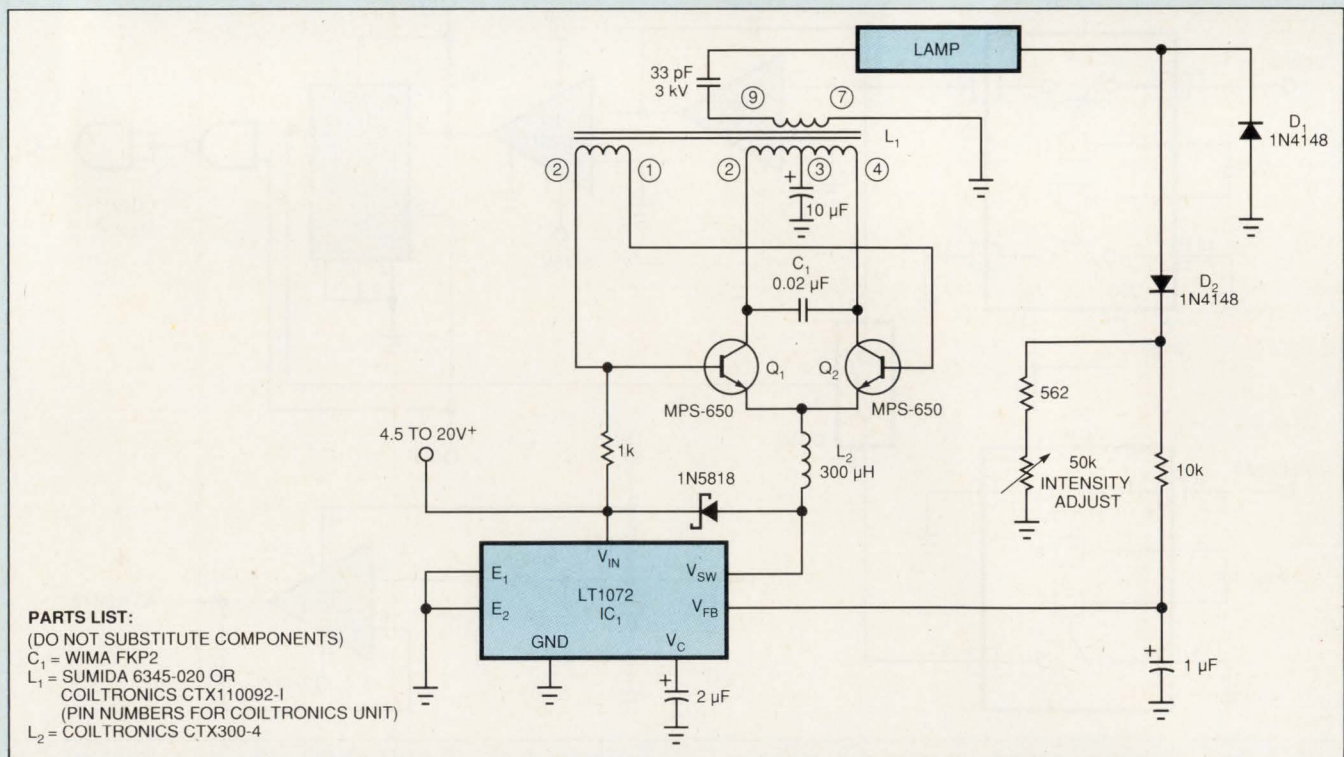 LAMP
33 pF
3 kV
9
7
L1
D1
1N4148
2
1
2
3
4
+
10 µF
C1
0.02 µF
D2
1N4148
Q1
Q2
MPS-650
MPS-650
562
4.5 TO 20V+
1k
L2
300 µH
50k
INTENSITY
ADJUST
10k
1N5818
VIN
E1
VSW
LT1072
IC1
E2
VFB
GND
VC
+
2 µF
+
1 µF
PARTS LIST:
(DO NOT SUBSTITUTE COMPONENTS)
C1 = WIMA FKP2
L1 = SUMIDA 6345-020 OR
COILTRONICS CTX110092-I
(PIN NUMBERS FOR COILTRONICS UNIT)
L2 = COILTRONICS CTX300-4